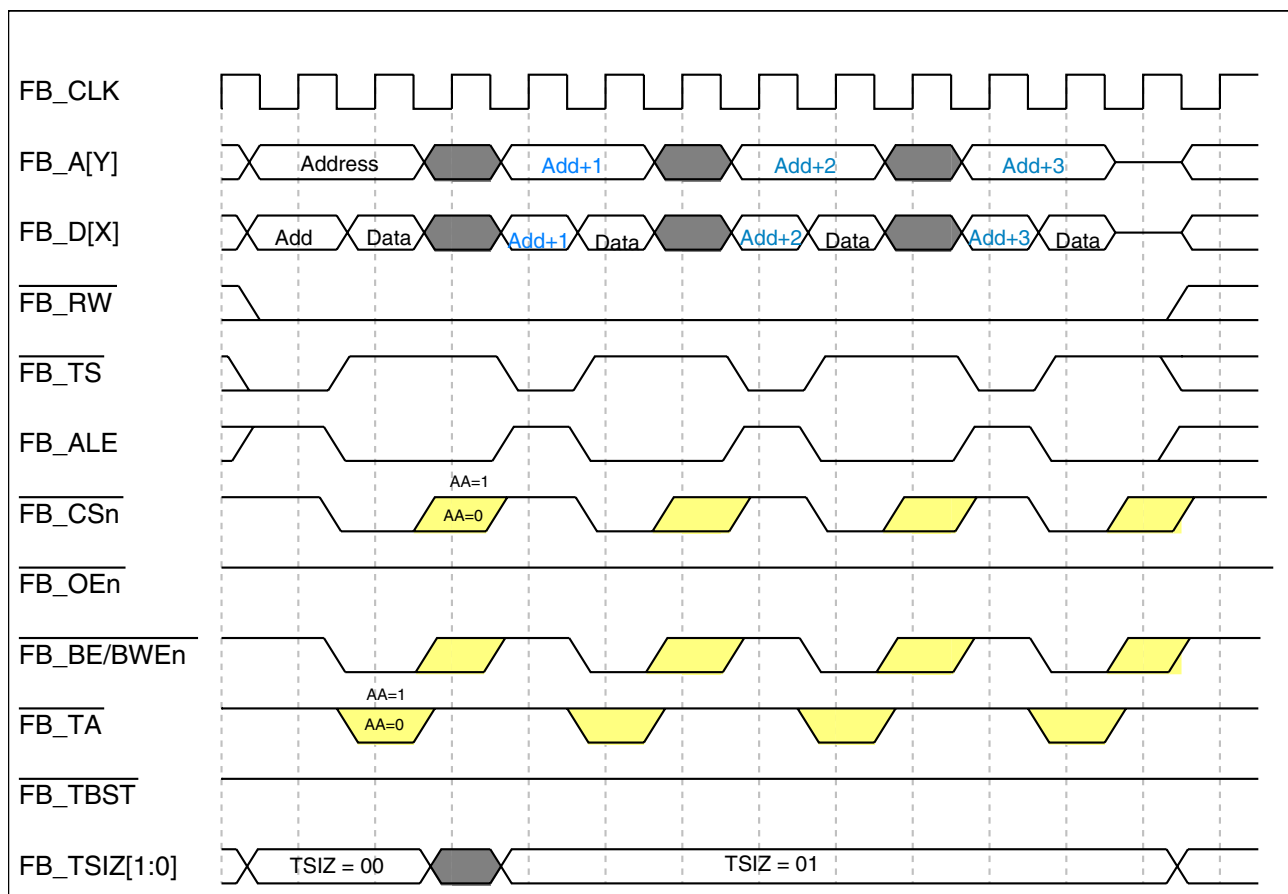 FB_CLK
FB_A[Y] Address Add+1 Add+2 Add+3
FB_D[X] Add Data Add+1 Data Add+2 Data Add+3 Data
FB_RW
FB_TS
FB_ALE
AA=1
FB_CSn AA=0
FB_OEn
FB_BE/BWEn
AA=1
FB_TA AA=0
FB_TBST
FB_TSIZ[1:0] TSIZ = 00 TSIZ = 01